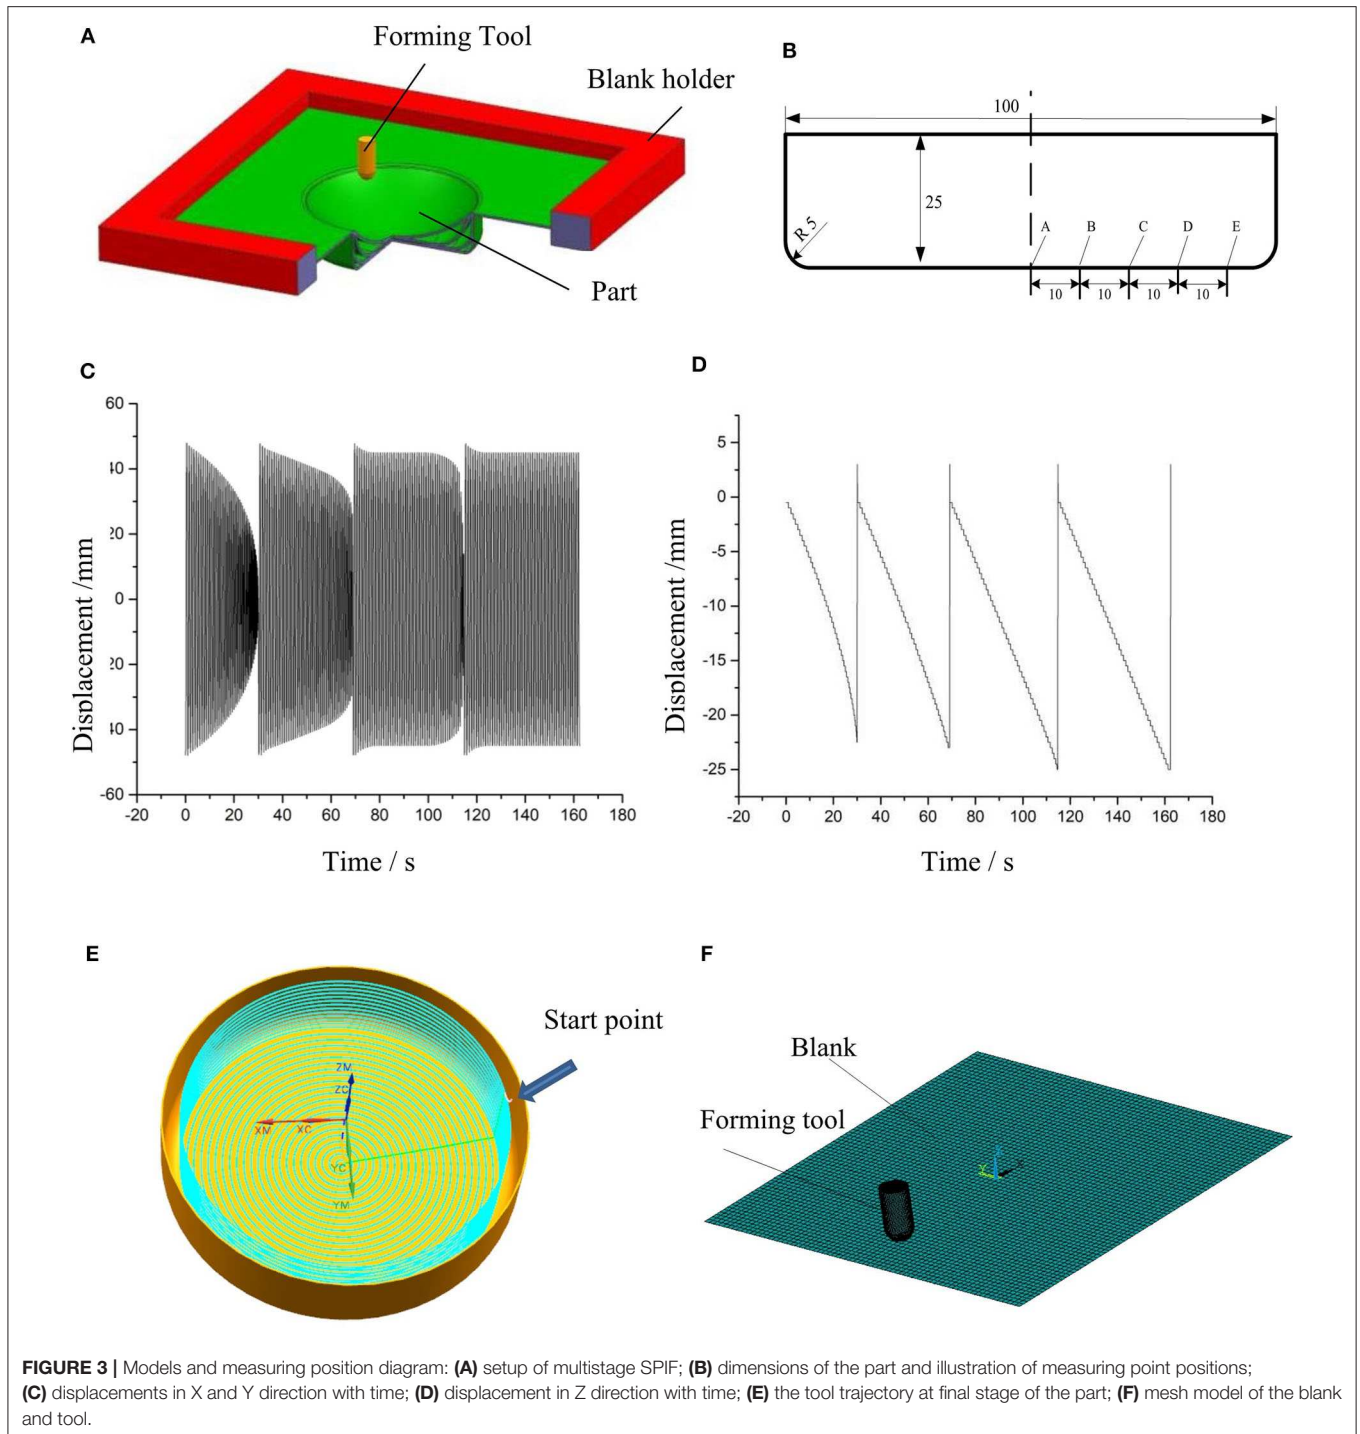 A
Forming Tool
Blank holder
Part
B
100
25
R 5
A B C D E
10 10 10 10
C
60
40
20
0
20
40
-60
-20 0 20 40 60 80 100 120 140 160 180
Displacement /mm
Time / s
D
5
0
-5
-10
-15
-20
-25
-20 0 20 40 60 80 100 120 140 160 180
Displacement /mm
Time / s
E
Start point
ZM
ZC
XM XC
YC
YM
F
Blank
Forming tool
Y
X
FIGURE 3 | Models and measuring position diagram: (A) setup of multistage SPIF; (B) dimensions of the part and illustration of measuring point positions;
(C) displacements in X and Y direction with time; (D) displacement in Z direction with time; (E) the tool trajectory at final stage of the part; (F) mesh model of the blank
and tool.